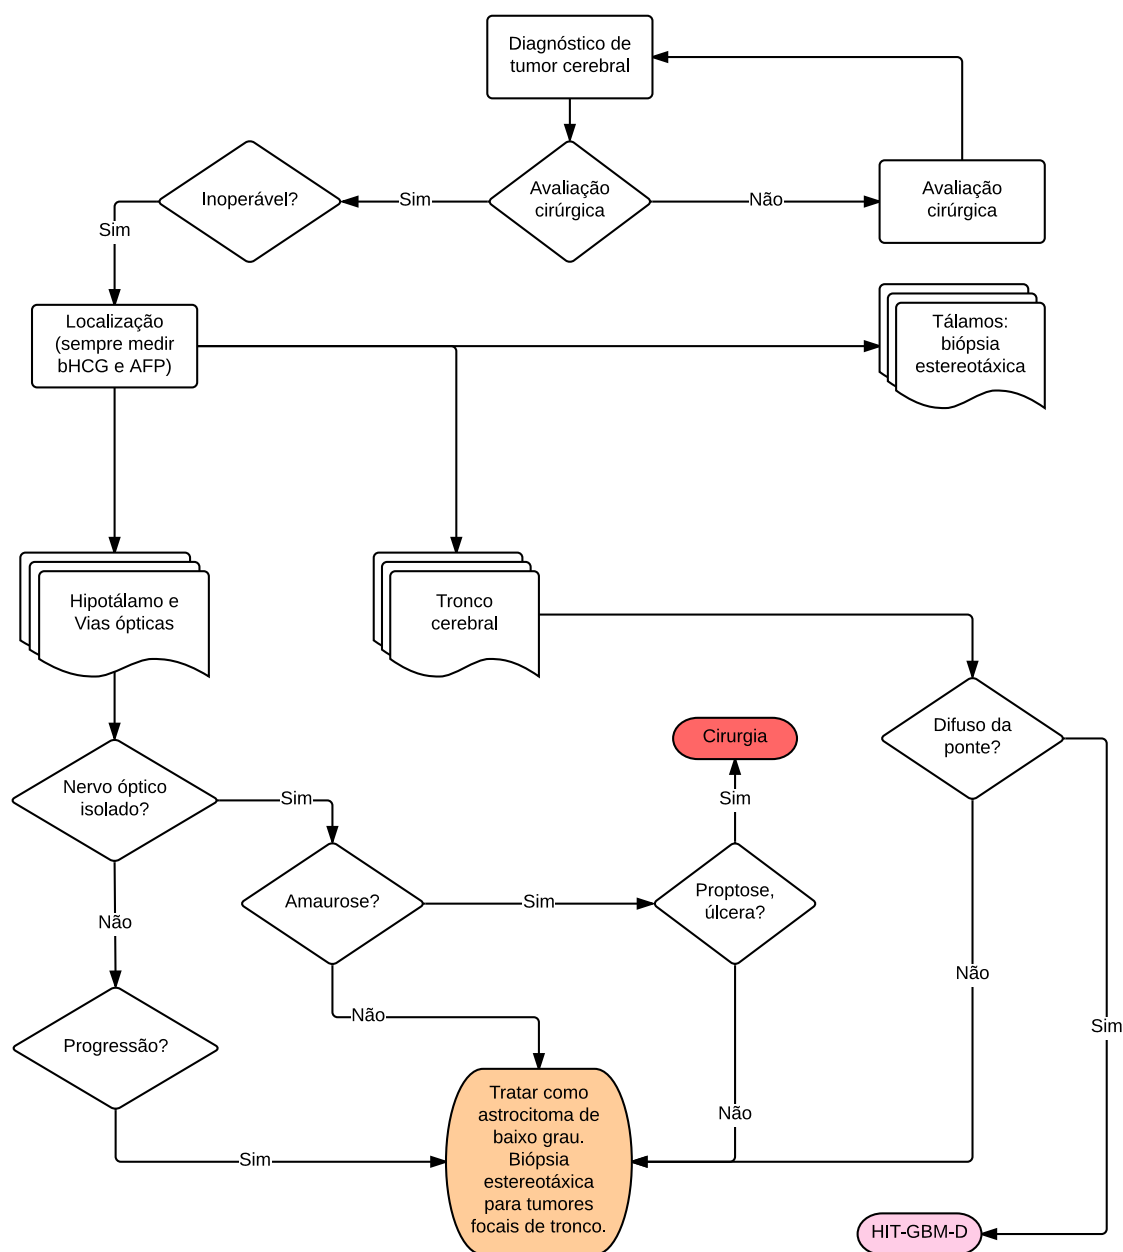 Diagnóstico de
tumor cerebral
Inoperável?
Sim
Avaliação
cirúrgica
Não
Avaliação
cirúrgica
Sim
Localização
(sempre medir
bHCG e AFP)
Tálamos:
biópsia
estereotáxica
Hipotálamo e
Vias ópticas
Tronco
cerebral
Cirurgia
Difuso da
ponte?
Nervo óptico
isolado?
Sim
Sim
Amaurose?
Sim
Proptose,
úlcera?
Não
Não
Não
Sim
Progressão?
Não
Sim
Tratar como
astrocitoma de
baixo grau.
Biópsia
estereotáxica
para tumores
focais de tronco.
HIT-GBM-D